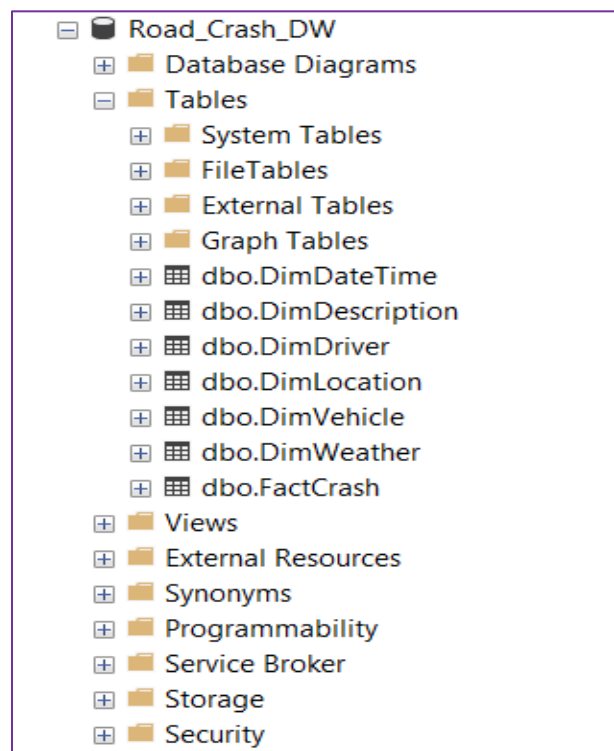 Road_Crash_DW
Database Diagrams
Tables
System Tables
FileTables
External Tables
Graph Tables
dbo.DimDateTime
dbo.DimDescription
dbo.DimDriver
dbo.DimLocation
dbo.DimVehicle
dbo.DimWeather
dbo.FactCrash
Views
External Resources
Synonyms
Programmability
Service Broker
Storage
Security